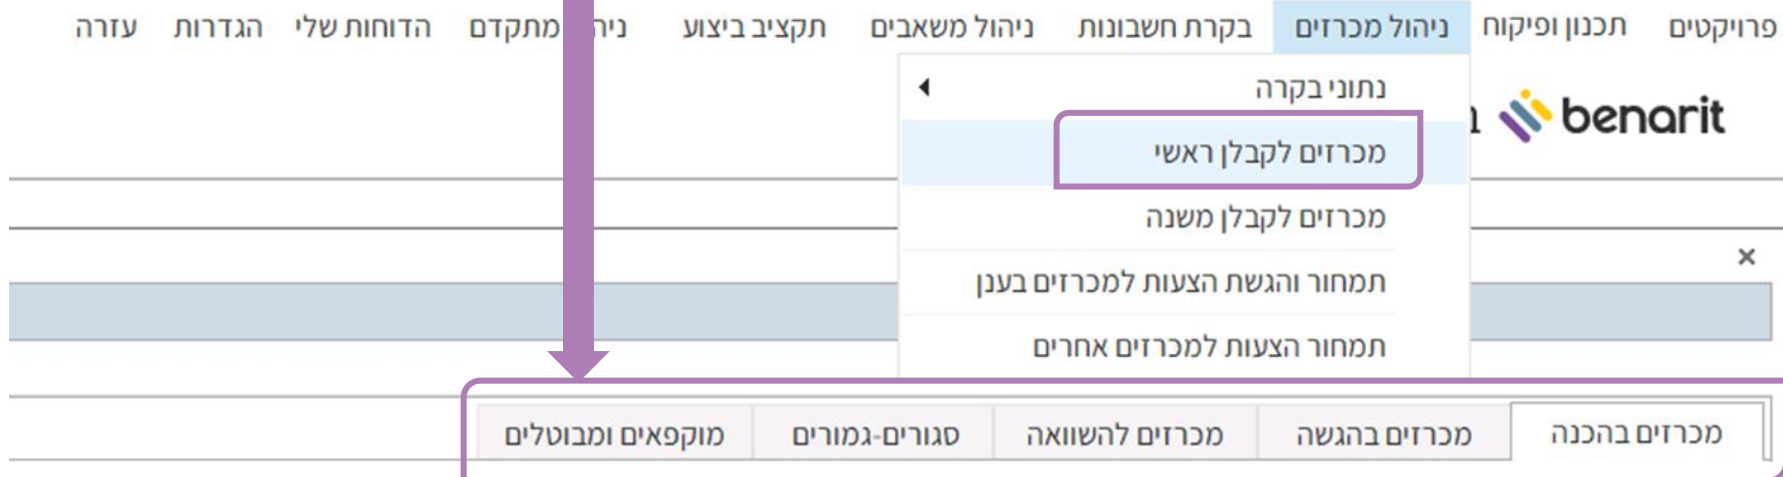 פרויקטים תכנון ופיקוח ניהול מכרזים בקרת חשבונות ניהול משאבים תקציב ביצוע מתקדם הדוחות שלי הגדרות עזרה
benarit
נתוני בקרה
מכרזים לקבלן ראשי
מכרזים לקבלן משנה
תמחור והגשת הצעות למכרזים בענן
תמחור הצעות למכרזים אחרים
מכרזים בהכנה מכרזים בהגשה מכרזים להשוואה סגורים-גמורים מוקפאים ומבוטלים